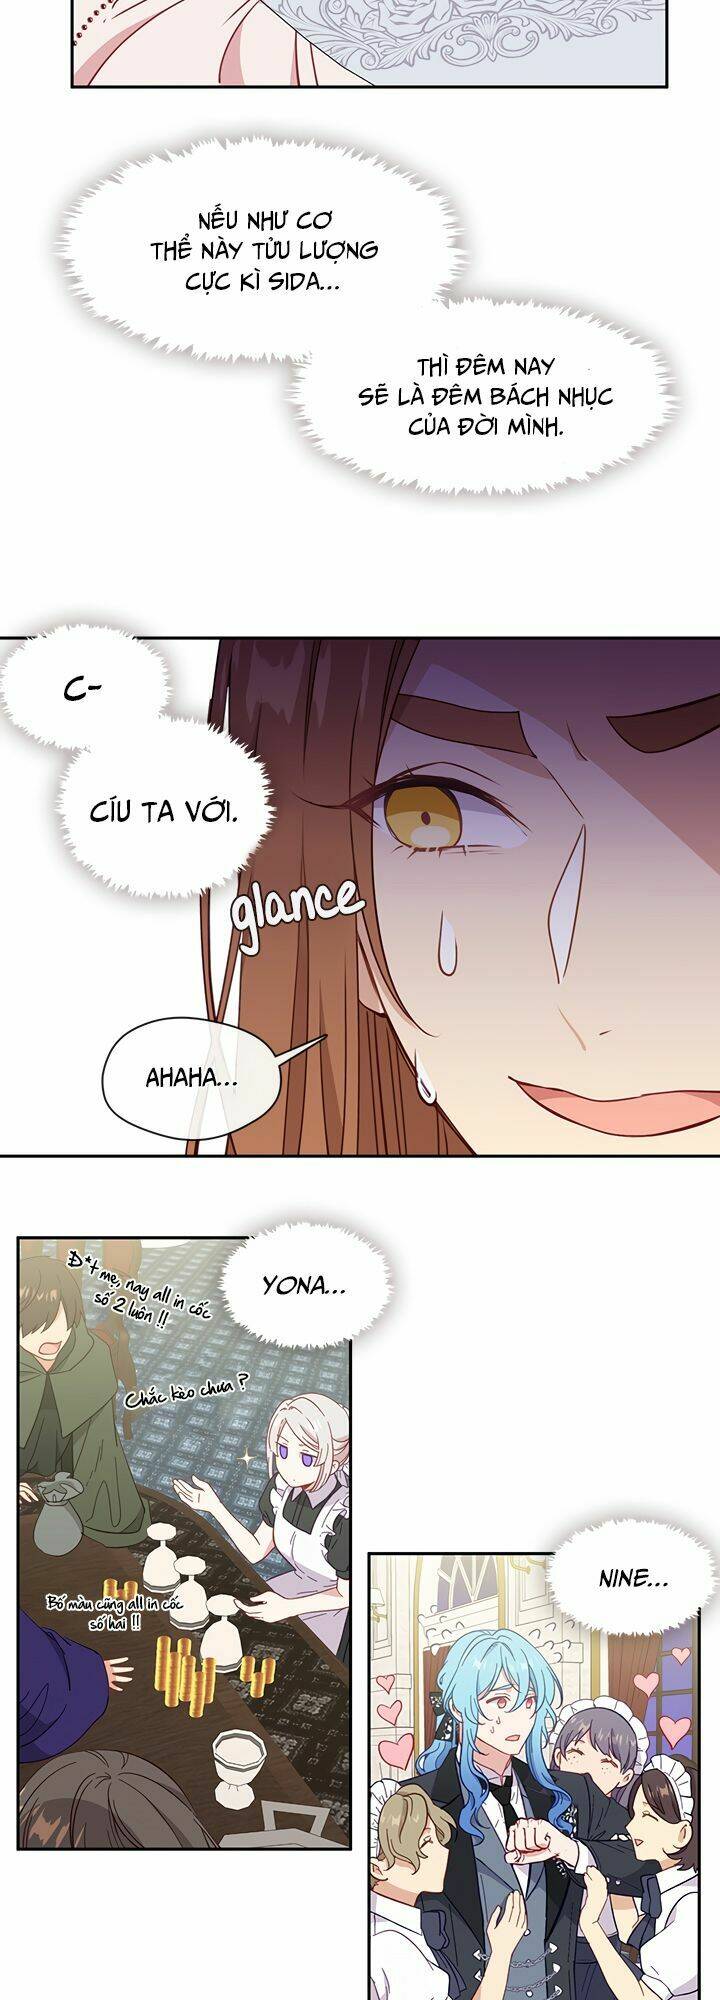 NẾU NHƯ CƠ
THỂ NÀY TỬU LƯỢNG
CỰC KÌ SIDA...
THÌ ĐÊM NAY
SẼ LÀ ĐÊM BÁCH NHỤC
CỦA ĐỜI MÌNH.
C-
CÍU TA VỚI.
glance
AHAHA...
YONA...
Đ*t mẹ, nay all in cốc
số 2 luôn !!
Chắc kèo chưa ?
Bố mày cũng all in cốc
số hai !!
NINE...